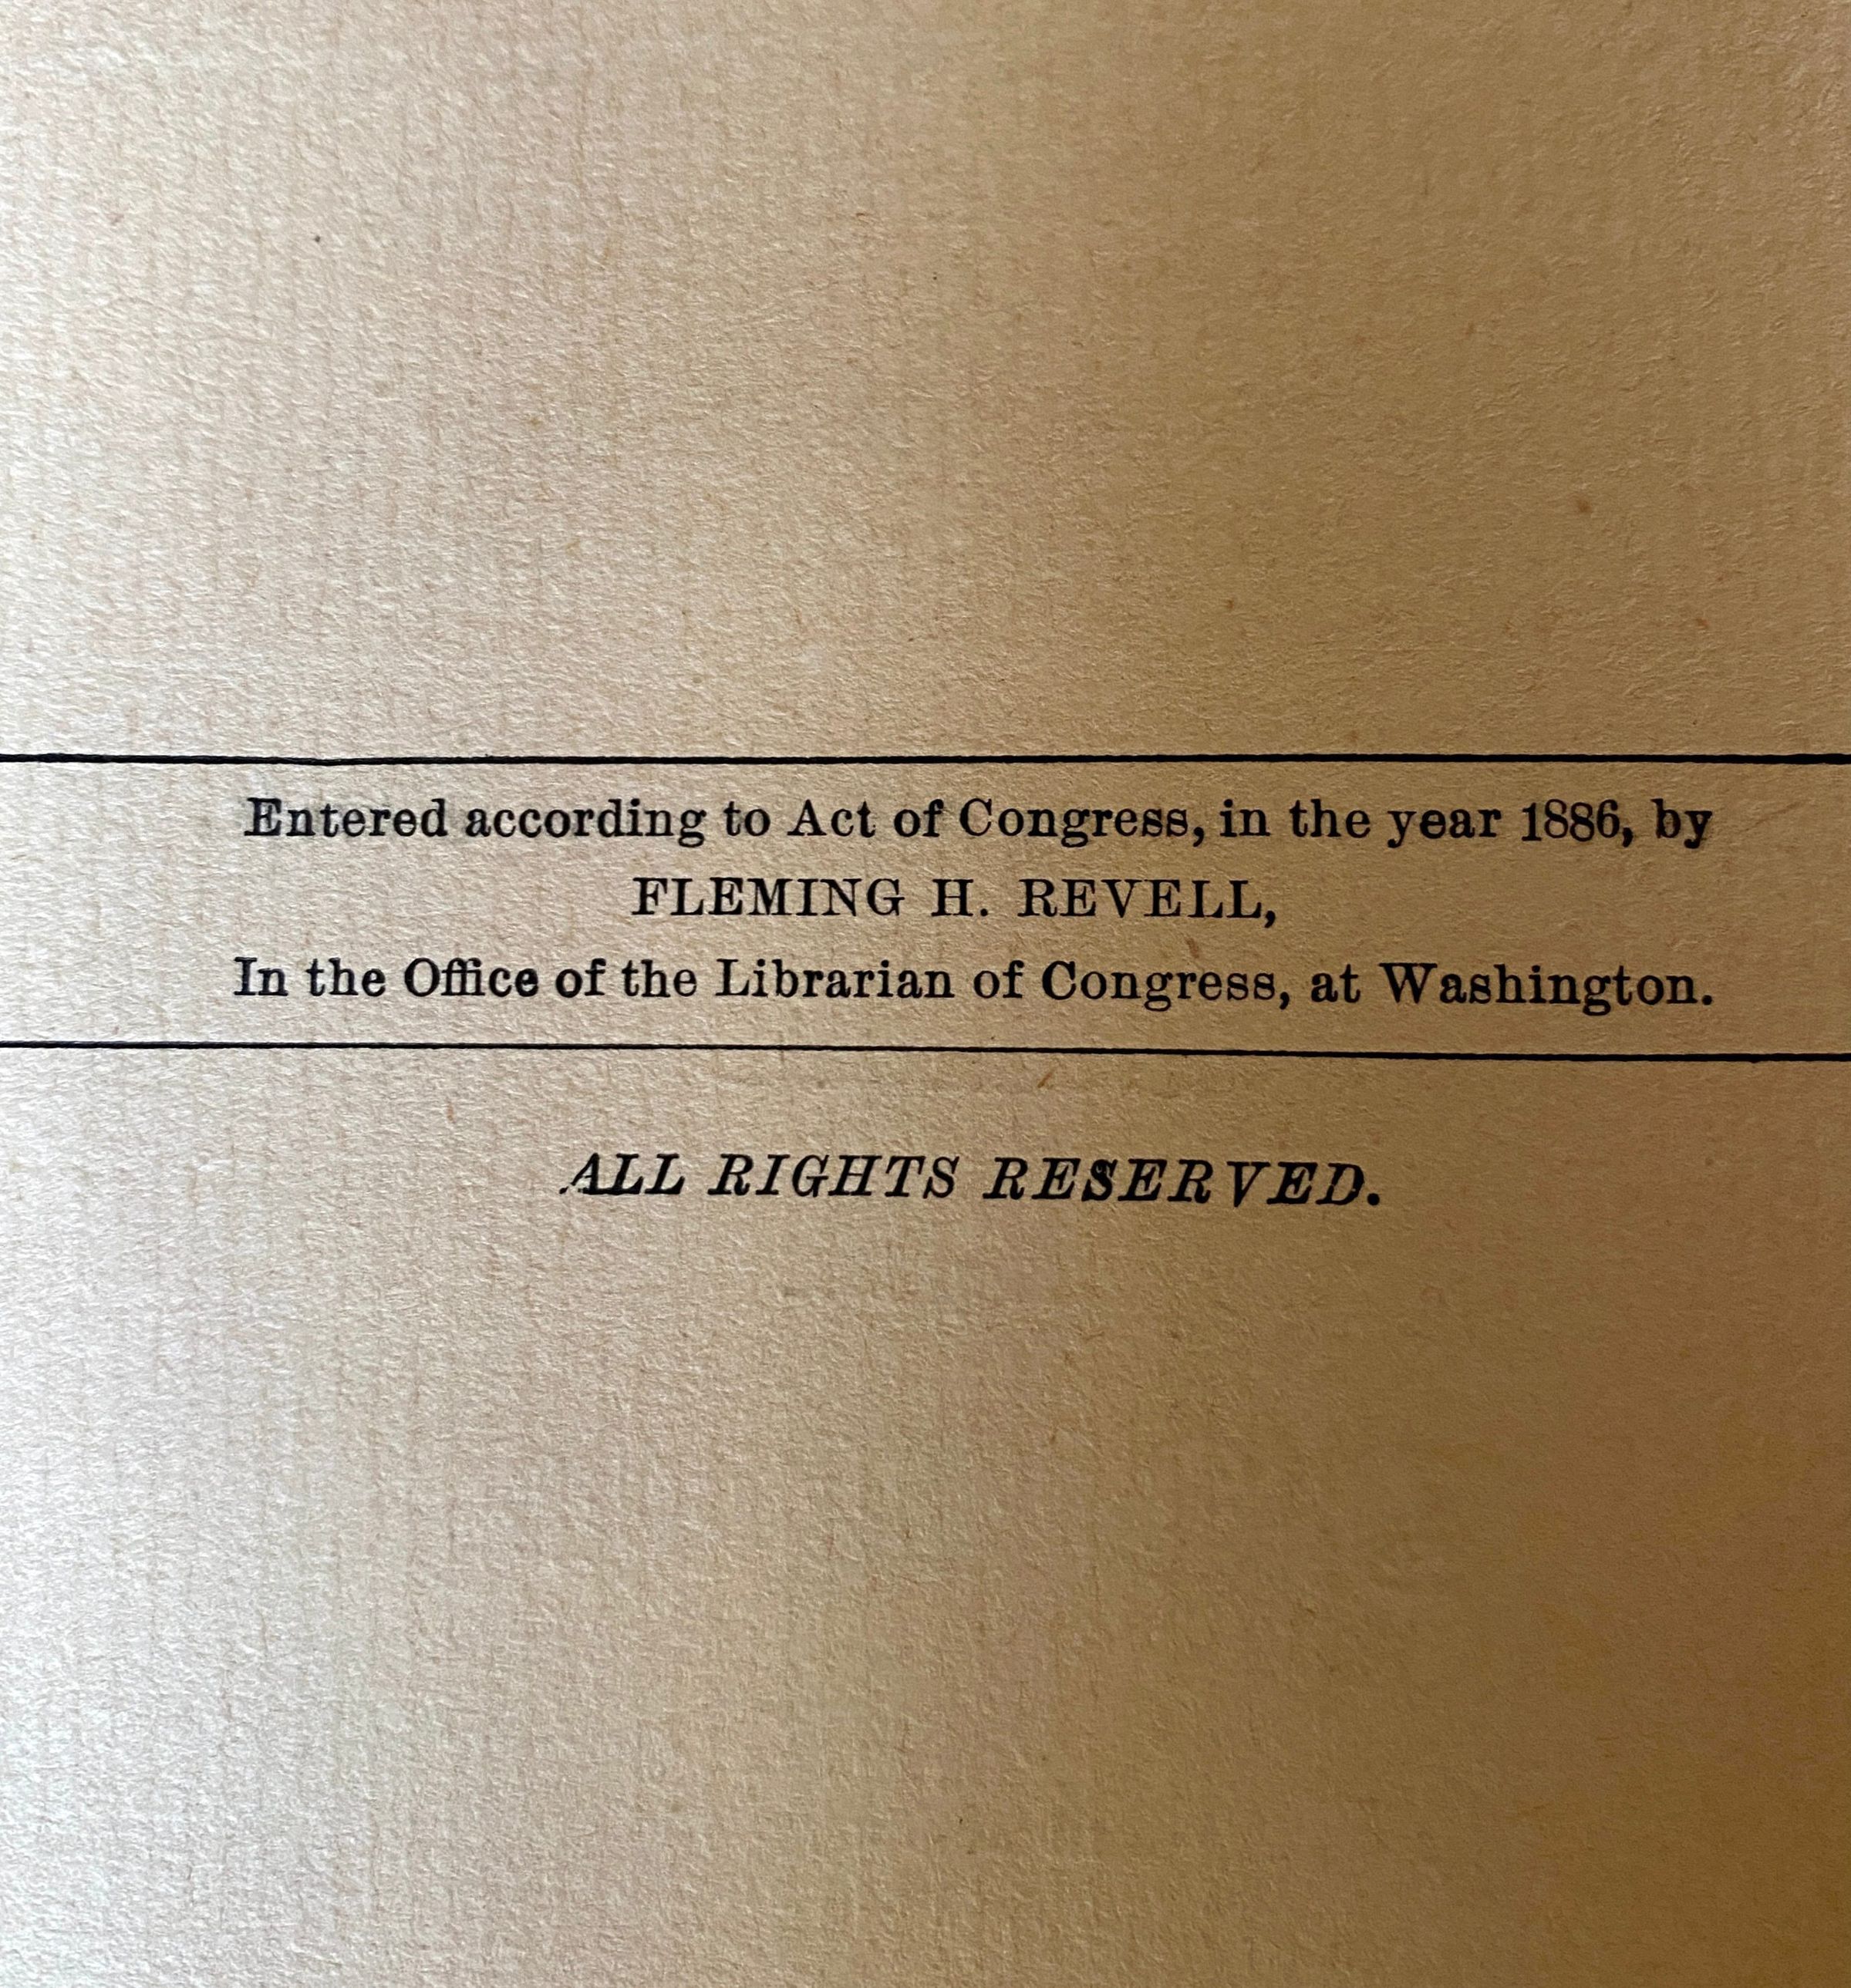 Entered according to Act of Congress, in the year 1886, by
FLEMING H. REVELL,
In the Office of the Librarian of Congress, at Washington.
ALL RIGHTS RESERVED.